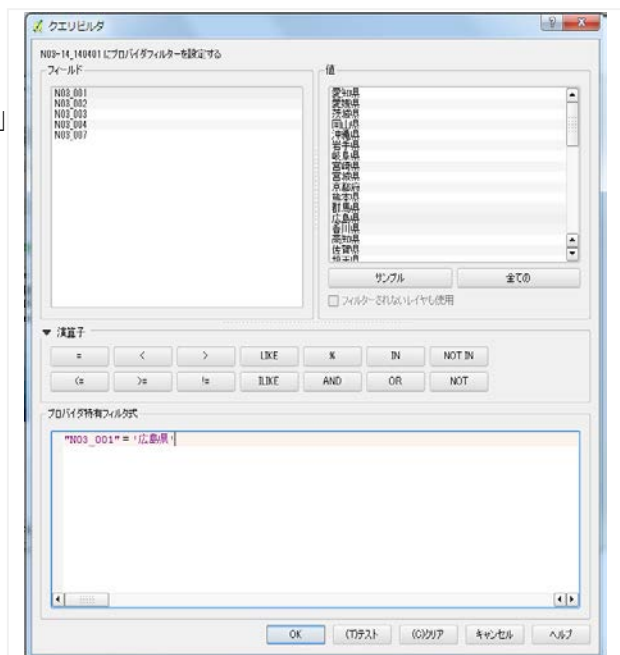 クエリビルダ
N03-14_140401 にプロバイダフィルターを設定する
フィールド
N03_001
N03_002
N03_003
N03_004
N03_007
値
愛知県
愛媛県
茨城県
岡山県
沖縄県
岩手県
岐阜県
宮崎県
宮城県
京都府
熊本県
群馬県
広島県
香川県
高知県
佐賀県
埼玉県
サンプル
全ての
フィルターされないレイヤも使用
」
▼ 演算子
=
<
>
LIKE
%
IN
NOT IN
<=
>=
!=
ILIKE
AND
OR
NOT
プロバイダ特有フィルタ式
"N03_001" = '広島県'
OK
(T)テスト
(C)クリア
キャンセル
ヘルプ